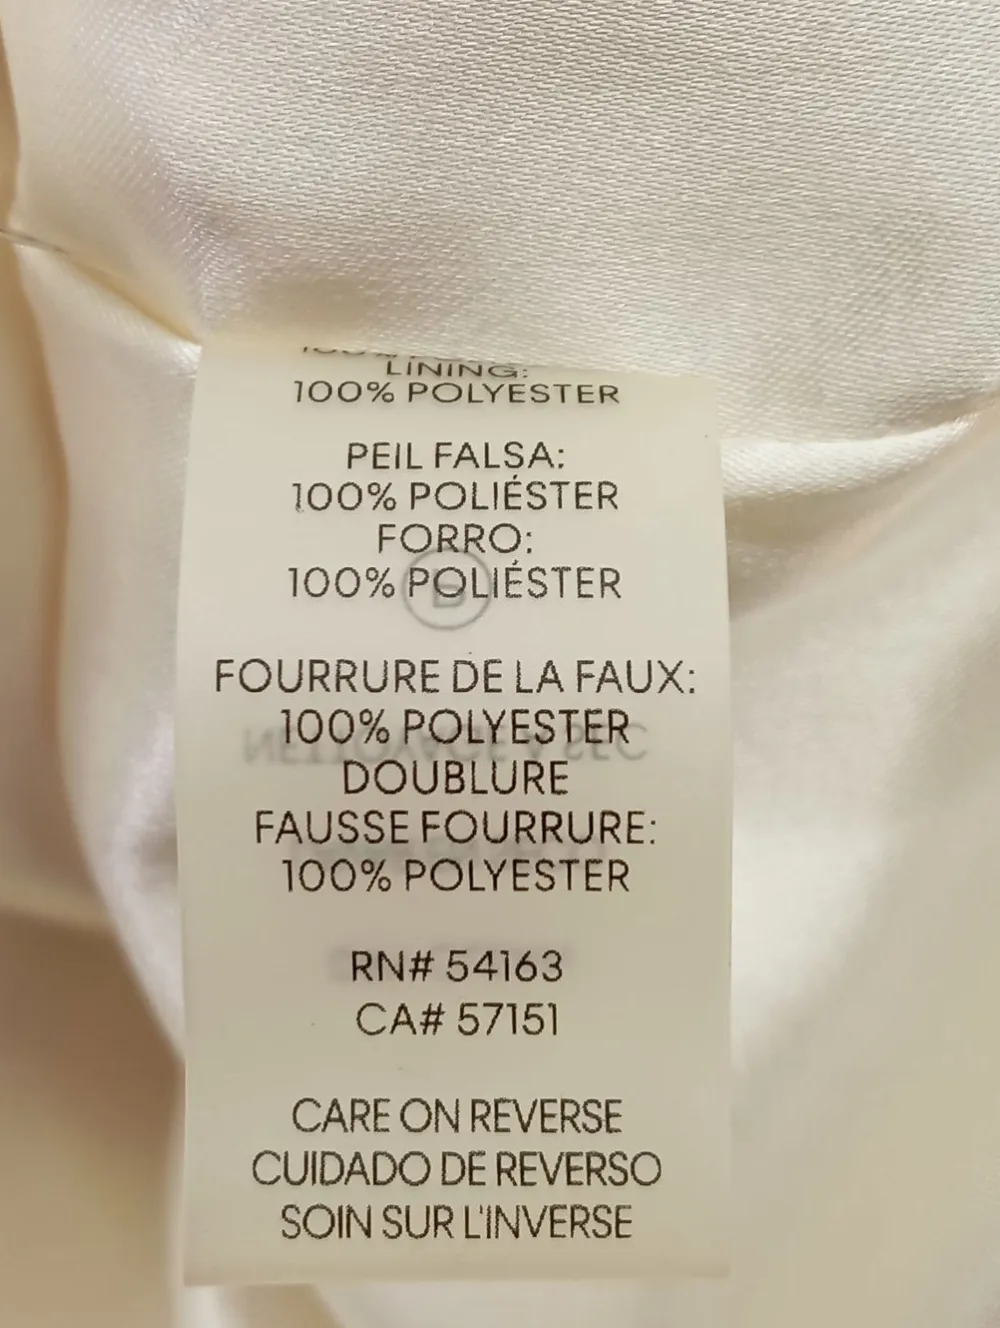 LINING:
100% POLYESTER
PEIL FALSA:
100% POLIÉSTER
FORRO:
100% POLIÉSTER
FOURRURE DE LA FAUX:
100% POLYESTER
DOUBLURE
FAUSSE FOURRURE:
100% POLYESTER
RN# 54163
CA# 57151
CARE ON REVERSE
CUIDADO DE REVERSO
SOIN SUR L'INVERSE